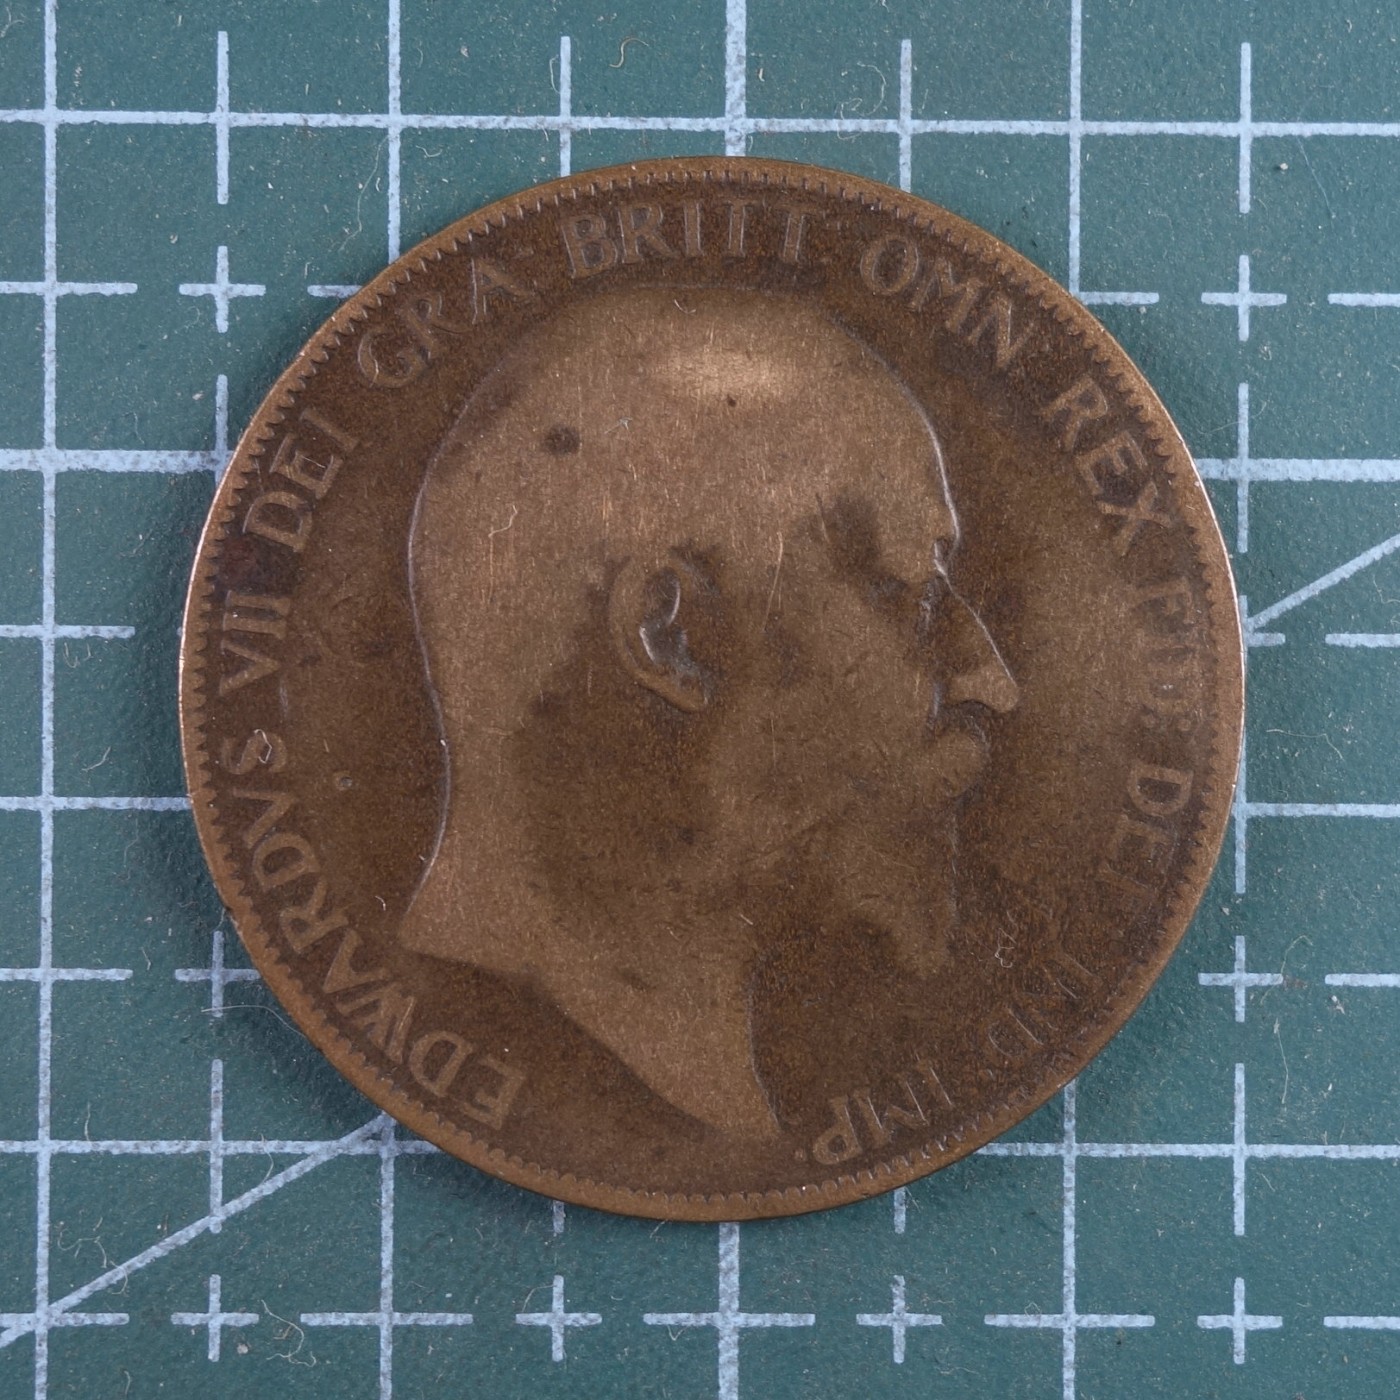 EDWARDVS VII DEI GRA: BRITT: OMN: REX FID: DEF: IND: IMP: